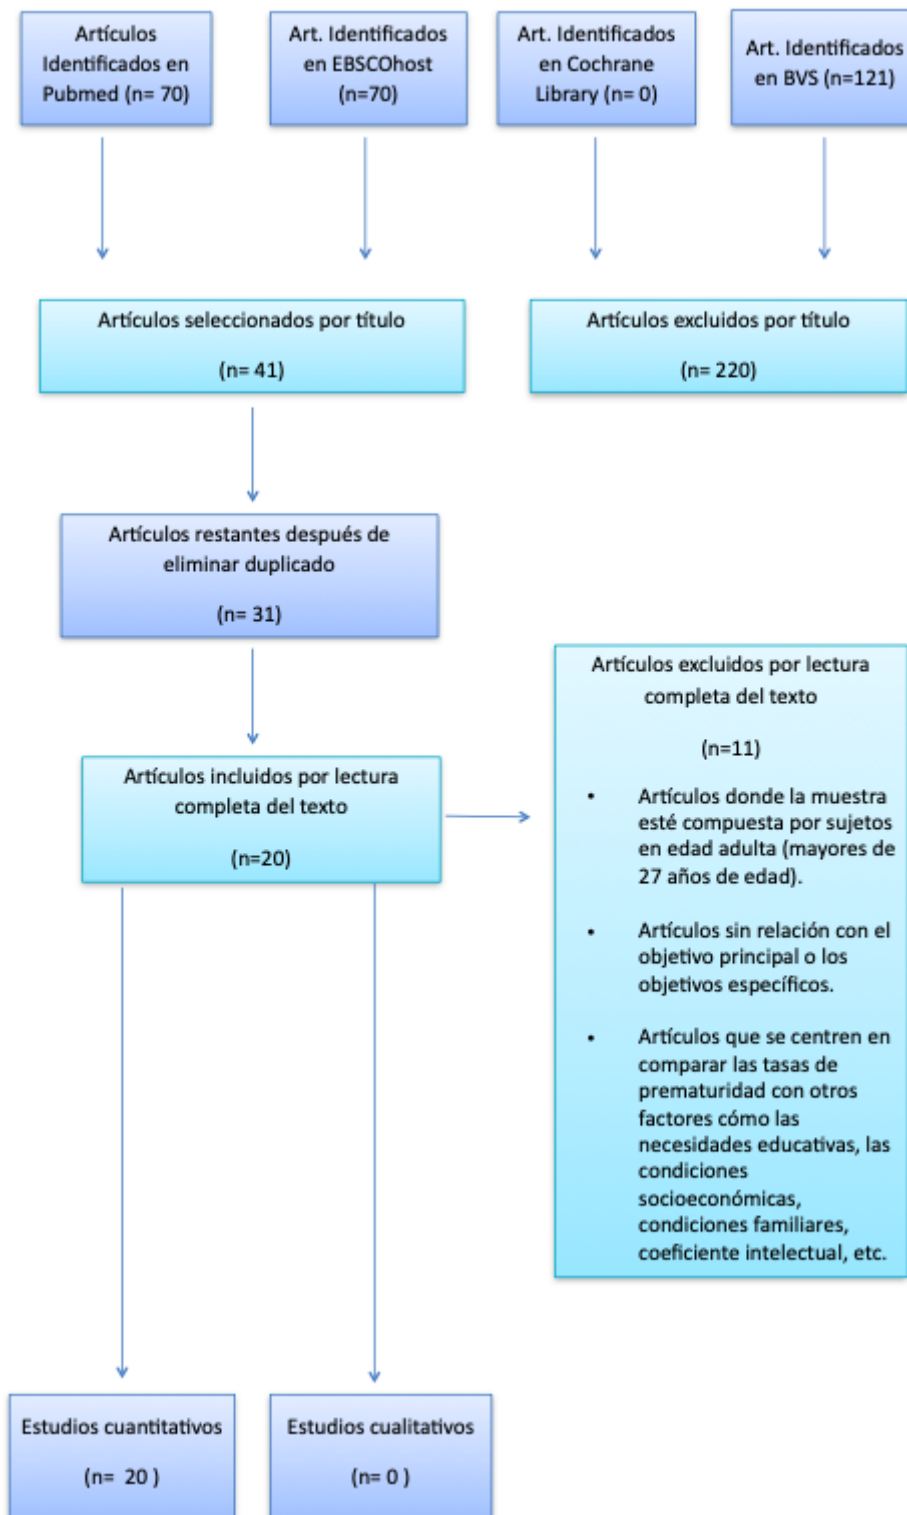 Artículos
Identificados en
Pubmed (n= 70)
Art. Identificados
en EBSCOhost
(n=70)
Art. Identificados
en Cochrane
Library (n= 0)
Art. Identificados
en BVS (n=121)
Artículos seleccionados por título
(n= 41)
Artículos excluidos por título
(n= 220)
Artículos restantes después de
eliminar duplicado
(n= 31)
Artículos incluidos por lectura
completa del texto
(n=20)
Artículos excluidos por lectura
completa del texto
(n=11)
• Artículos donde la muestra
esté compuesta por sujetos
en edad adulta (mayores de
27 años de edad).
• Artículos sin relación con el
objetivo principal o los
objetivos específicos.
• Artículos que se centren en
comparar las tasas de
prematuridad con otros
factores cómo las
necesidades educativas, las
condiciones
socioeconómicas,
condiciones familiares,
coeficiente intelectual, etc.
Estudios cuantitativos
(n= 20 )
Estudios cualitativos
(n= 0 )